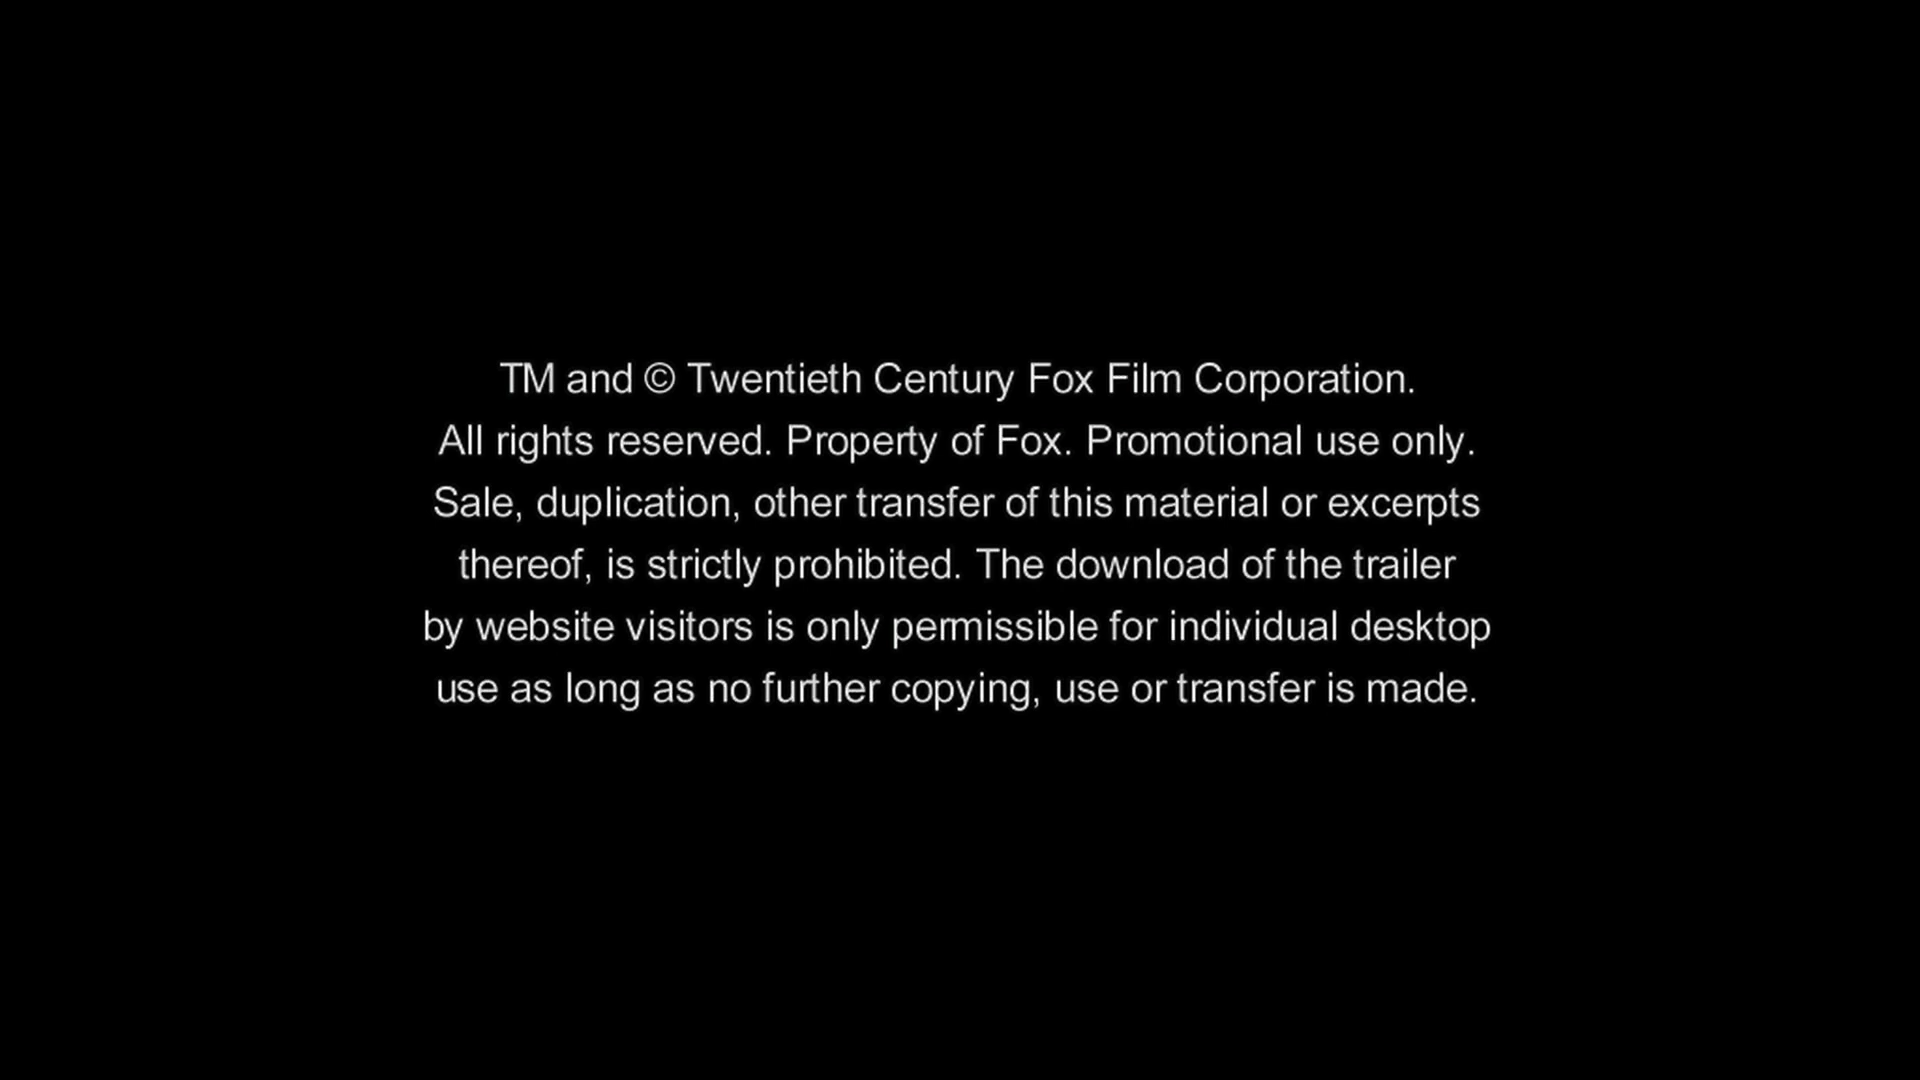 TM and © Twentieth Century Fox Film Corporation.
All rights reserved. Property of Fox. Promotional use only.
Sale, duplication, other transfer of this material or excerpts
thereof, is strictly prohibited. The download of the trailer
by website visitors is only permissible for individual desktop
use as long as no further copying, use or transfer is made.